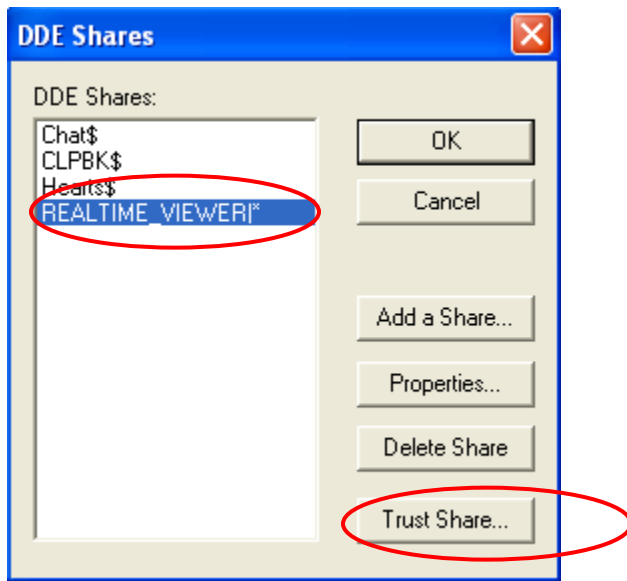 DDE Shares
DDE Shares:
Chat$
CLPBK$
Hearts$
REALTIME_VIEWER|*
OK
Cancel
Add a Share...
Properties...
Delete Share
Trust Share...